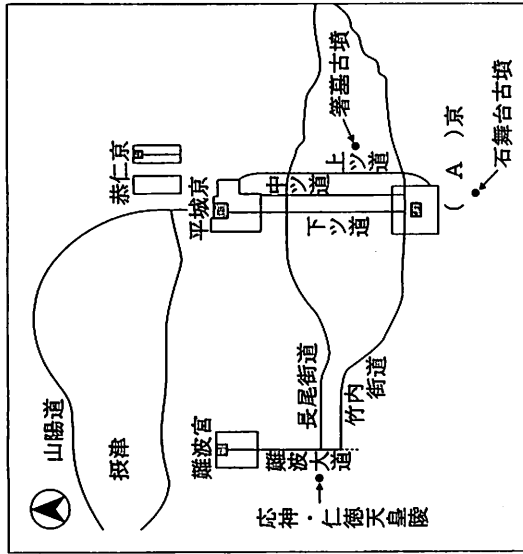 山陽道
摂津
難波宮
難波大道
応神・仁徳天皇陵
長尾街道
竹内
街道
恭仁京
平城京
中ツ道
上ツ道
下ツ道
箸墓古墳
( A )京
石舞台古墳